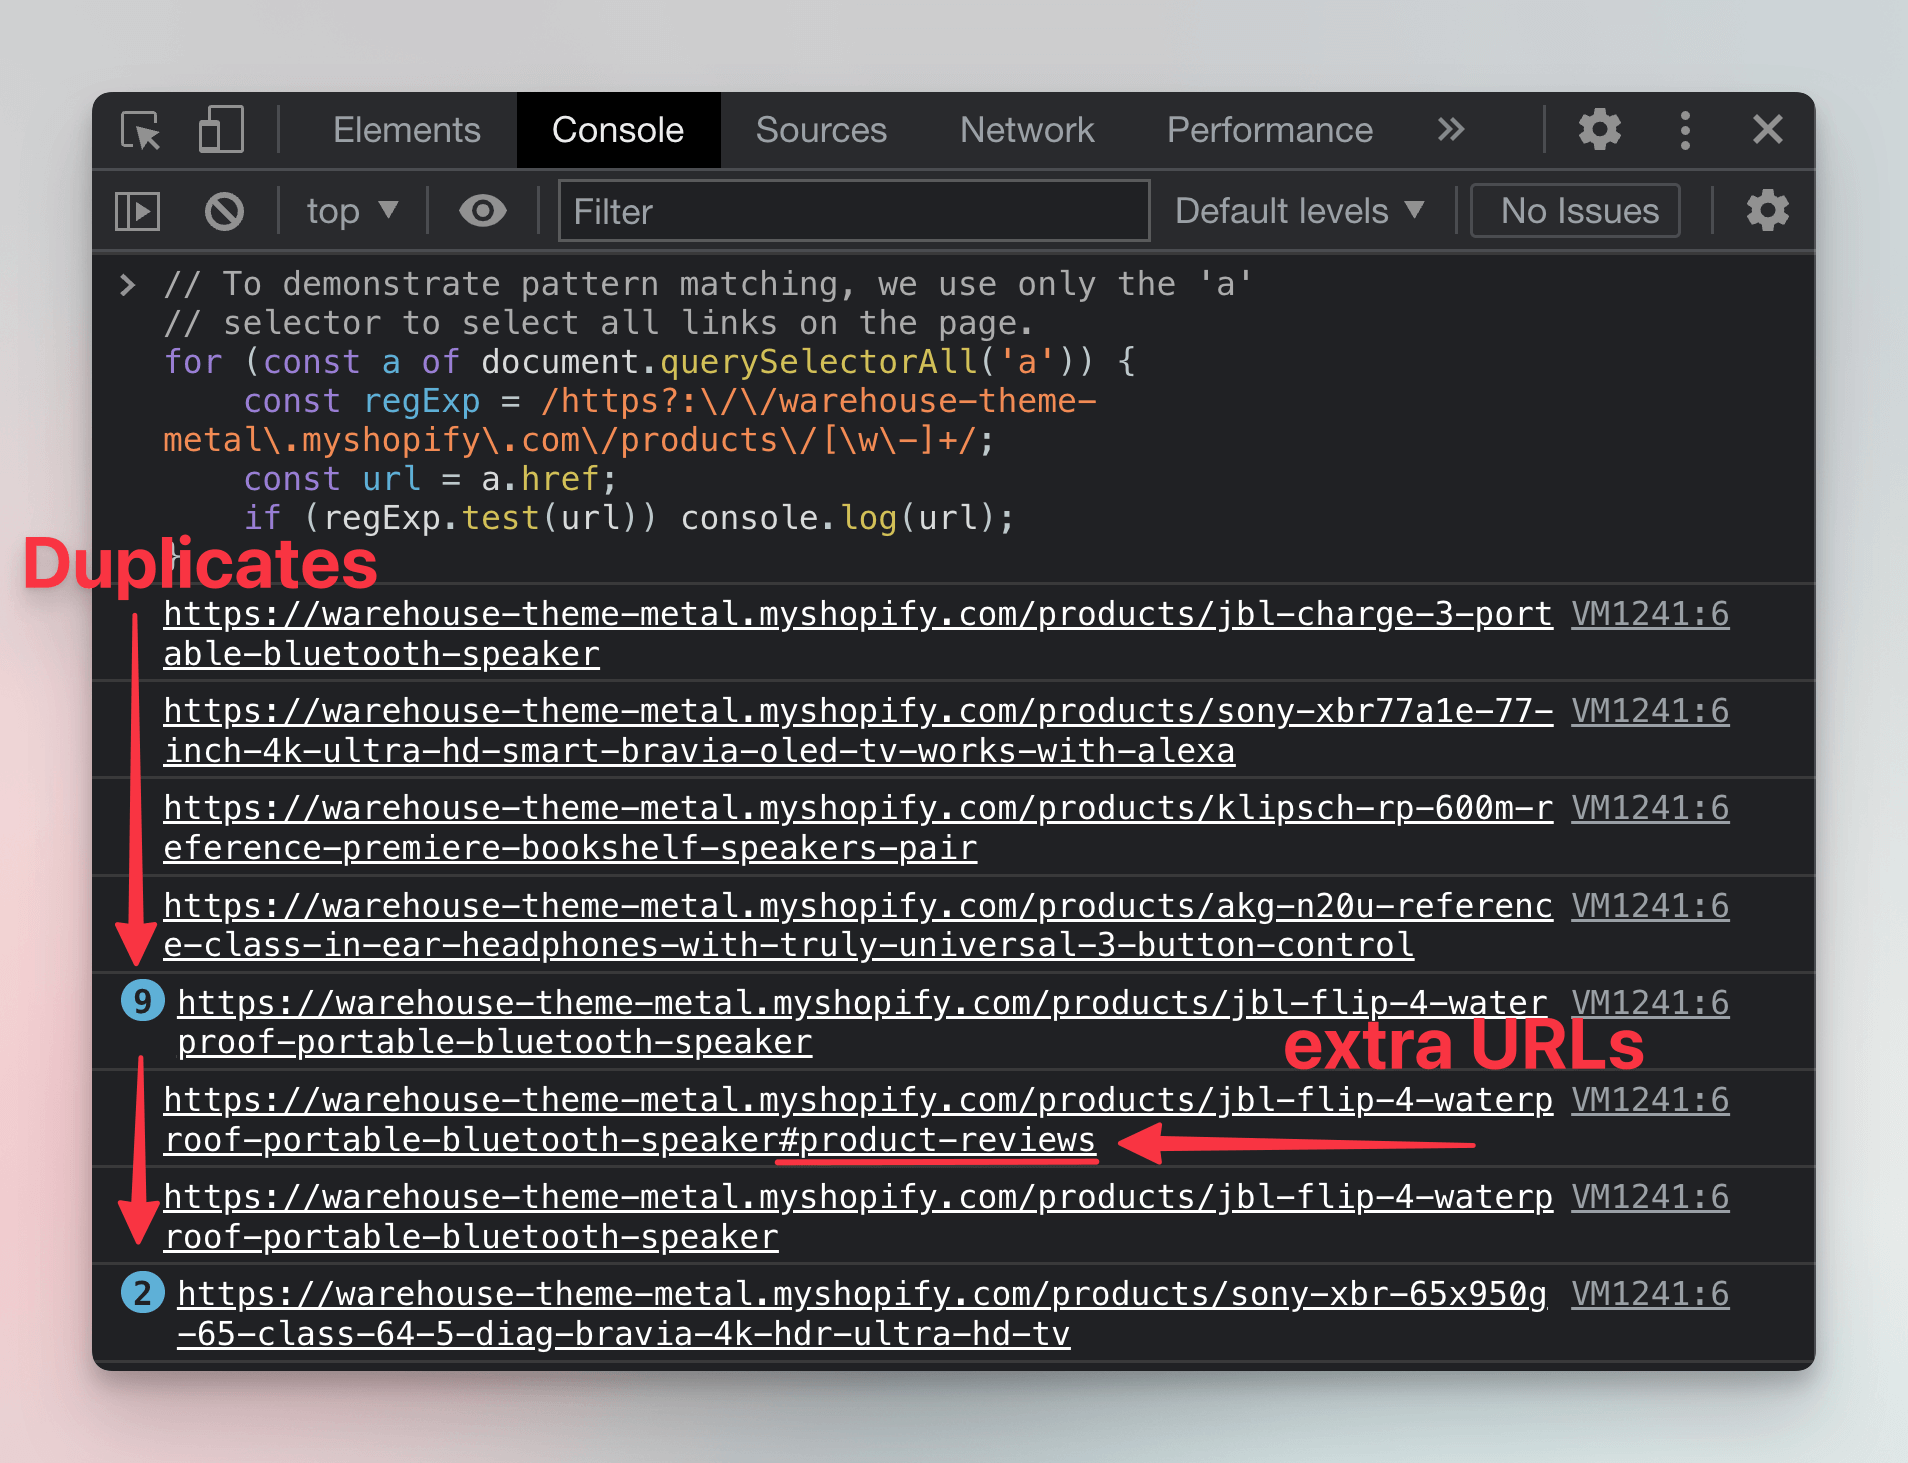 Elements Console Sources Network Performance
top Filter Default levels No Issues
> // To demonstrate pattern matching, we use only the 'a'
// selector to select all links on the page.
for (const a of document.querySelectorAll('a')) {
const regExp = /https?:\/\/warehouse-theme-
metal\.myshopify\.com\/products\/[\w\-]+/;
const url = a.href;
if (regExp.test(url)) console.log(url);
}
Duplicates
https://warehouse-theme-metal.myshopify.com/products/jbl-charge-3-port VM1241:6
able-bluetooth-speaker
https://warehouse-theme-metal.myshopify.com/products/sony-xbr77a1e-77- VM1241:6
inch-4k-ultra-hd-smart-bravia-oled-tv-works-with-alexa
https://warehouse-theme-metal.myshopify.com/products/klipsch-rp-600m-r VM1241:6
eference-premiere-bookshelf-speakers-pair
https://warehouse-theme-metal.myshopify.com/products/akg-n20u-referenc VM1241:6
e-class-in-ear-headphones-with-truly-universal-3-button-control
9 https://warehouse-theme-metal.myshopify.com/products/jbl-flip-4-water VM1241:6
proof-portable-bluetooth-speaker
extra URLs
https://warehouse-theme-metal.myshopify.com/products/jbl-flip-4-waterp VM1241:6
roof-portable-bluetooth-speaker#product-reviews
https://warehouse-theme-metal.myshopify.com/products/jbl-flip-4-waterp VM1241:6
roof-portable-bluetooth-speaker
2 https://warehouse-theme-metal.myshopify.com/products/sony-xbr-65x950g VM1241:6
-65-class-64-5-diag-bravia-4k-hdr-ultra-hd-tv